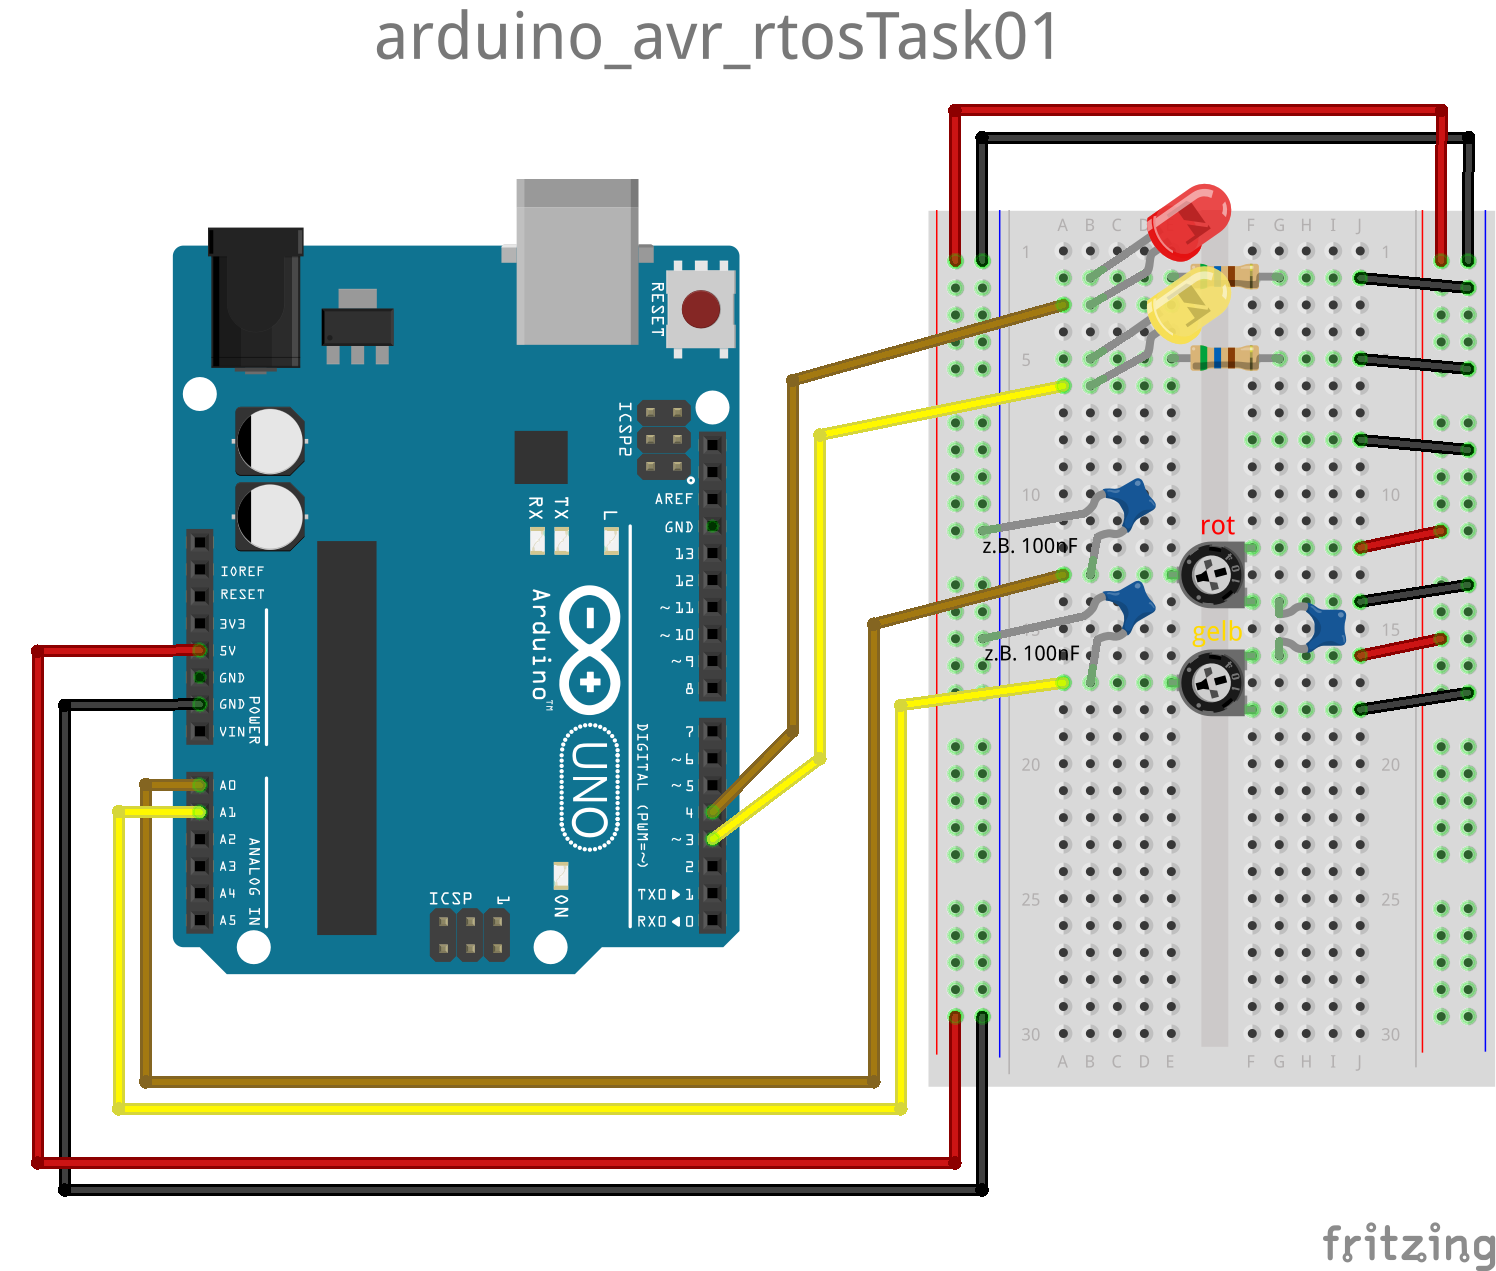 arduino_avr_rtosTask01
RESET
ICSP2
AREF
GND
13
12
~11
~10
~9
8
7
~6
~5
4
~3
2
TX0▶1
RX0◀0
DIGITAL (PWM=~)
RX
TX
L
Arduino™
UNO
IOREF
RESET
3V3
5V
GND
GND
VIN
POWER
A0
A1
A2
A3
A4
A5
ANALOG IN
ICSP
1
ON
A B C D F G H I J
1 1
5 5
10 10
z.B. 100nF
rot
15 15
gelb
z.B. 100nF
20 20
25 25
30 30
A B C D E F G H I J
fritzing